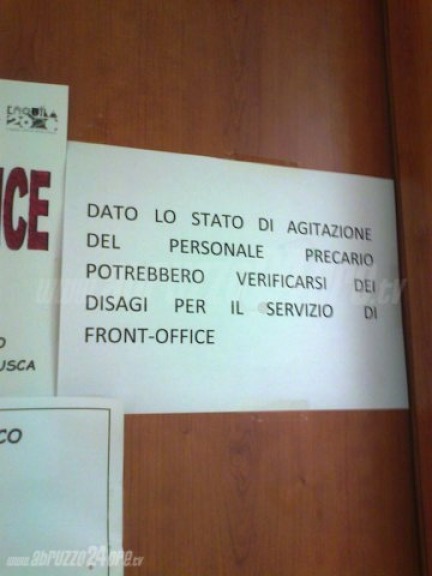 ICE
DATO LO STATO DI AGITAZIONE
DEL PERSONALE PRECARIO
POTREBBERO VERIFICARSI DEI
DISAGI PER IL SERVIZIO DI
FRONT-OFFICE
O
USCA
CO
www.abruzzo24ore.tv